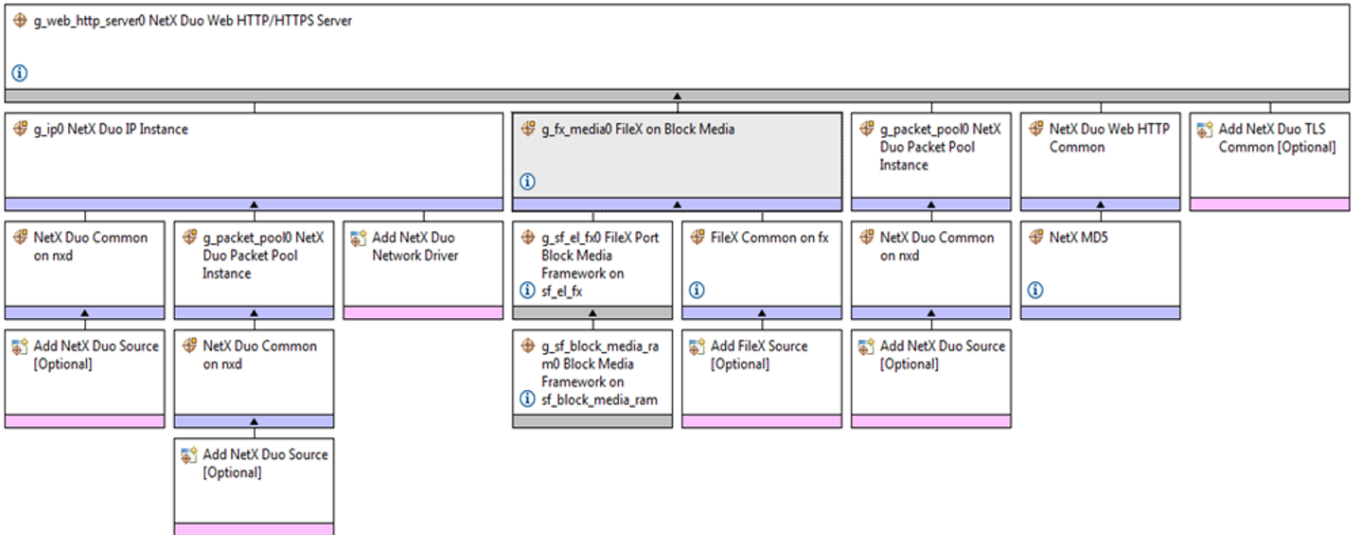 g_web_http_server0 NetX Duo Web HTTP/HTTPS Server
g_ip0 NetX Duo IP Instance
g_fx_media0 FileX on Block Media
g_packet_pool0 NetX
Duo Packet Pool
Instance
NetX Duo Web HTTP
Common
Add NetX Duo TLS
Common [Optional]
NetX Duo Common
on nxd
g_packet_pool0 NetX
Duo Packet Pool
Instance
Add NetX Duo
Network Driver
g_sf_el_fx0 FileX Port
Block Media
Framework on
sf_el_fx
FileX Common on fx
NetX Duo Common
on nxd
NetX MD5
Add NetX Duo Source
[Optional]
NetX Duo Common
on nxd
g_sf_block_media_ra
m0 Block Media
Framework on
sf_block_media_ram
Add FileX Source
[Optional]
Add NetX Duo Source
[Optional]
Add NetX Duo Source
[Optional]